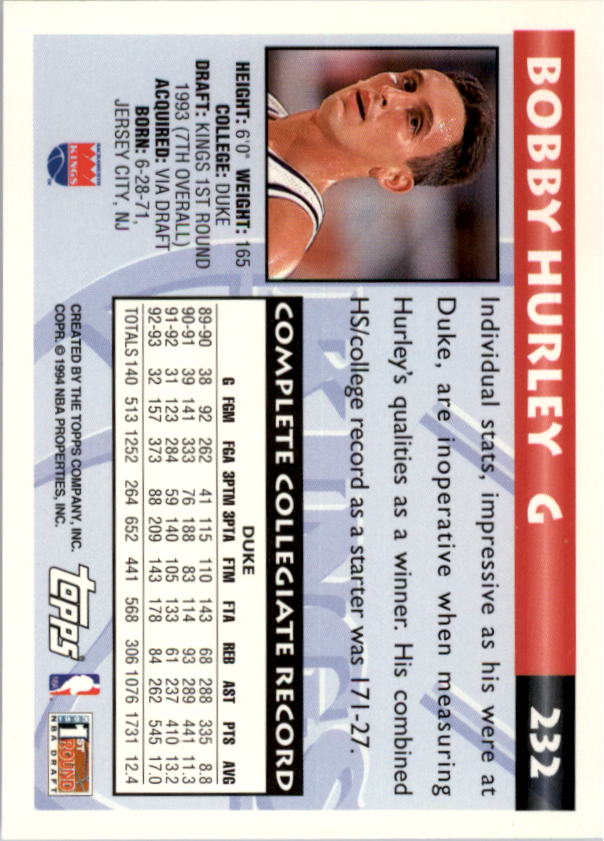 BOBBY HURLEY G 232
Individual stats, impressive as his were at
Duke, are inoperative when measuring
Hurley's qualities as a winner. His combined
HS/college record as a starter was 171-27.
HEIGHT: 6'0" WEIGHT: 165
COLLEGE: DUKE
DRAFT: KINGS 1ST ROUND
1993 (7TH OVERALL)
ACQUIRED: VIA DRAFT
BORN: 6-28-71,
JERSEY CITY, NJ
SACRAMENTO
KINGS
KINGS
COMPLETE COLLEGIATE RECORD
DUKE
G FGM FGA 3PTM 3PTA FTM FTA REB AST PTS AVG
89-90 38 92 262 41 115 110 143 68 288 335 8.8
90-91 39 141 333 76 188 83 114 93 289 441 11.3
91-92 31 123 284 59 140 105 133 61 237 410 13.2
92-93 32 157 373 88 209 143 178 84 262 545 17.0
TOTALS 140 513 1252 264 652 441 568 306 1076 1731 12.4
CREATED BY THE TOPPS COMPANY, INC.
COPR. © 1994 NBA PROPERTIES, INC.
topps
NBA
1993
1ST
ROUND
NBA DRAFT